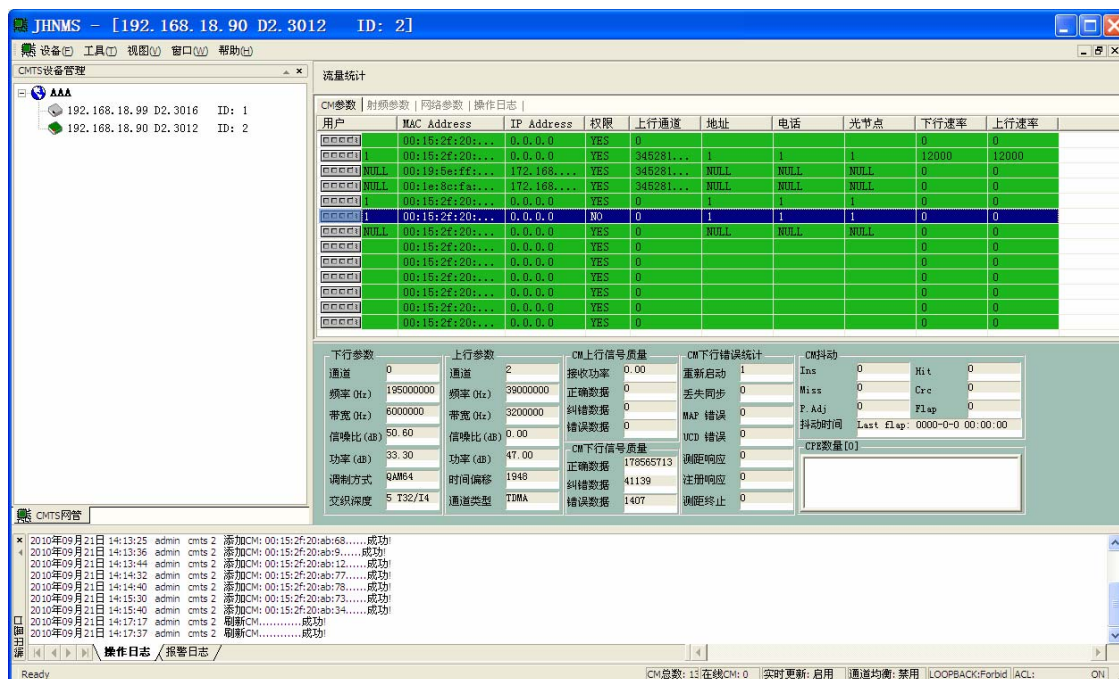 JHNMS - [192.168.18.90 D2.3012 ID: 2]
设备(F) 工具(T) 视图(V) 窗口(W) 帮助(H)
CMTS设备管理
AAA
192.168.18.99 D2.3016 ID: 1
192.168.18.90 D2.3012 ID: 2
CMTS网管
流量统计
CM参数 | 射频参数 | 网络参数 | 操作日志 |
用户 MAC Address IP Address 权限 上行通道 地址 电话 光节点 下行速率 上行速率
00:15:2f:20:... 0.0.0.0 YES 0 0 0
1 00:15:2f:20:... 0.0.0.0 YES 345281... 1 1 1 12000 12000
NULL 00:19:5e:ff:... 172.168.... YES 345281... NULL NULL NULL 0 0
NULL 00:1e:8c:fa:... 172.168.... YES 345281... NULL NULL NULL 0 0
1 00:15:2f:20:... 0.0.0.0 YES 0 1 1 1 0 0
1 00:15:2f:20:... 0.0.0.0 NO 0 1 1 1 0 0
NULL 00:15:2f:20:... 0.0.0.0 YES 0 NULL NULL NULL 0 0
00:15:2f:20:... 0.0.0.0 YES 0 0 0
00:15:2f:20:... 0.0.0.0 YES 0 0 0
00:15:2f:20:... 0.0.0.0 YES 0 0 0
00:15:2f:20:... 0.0.0.0 YES 0 0 0
00:15:2f:20:... 0.0.0.0 YES 0 0 0
下行参数
通道 0
频率(Hz) 195000000
带宽(Hz) 6000000
信噪比(dB) 50.60
功率(dB) 33.30
调制方式 QAM64
交织深度 5 T32/I4
上行参数
通道 2
频率(Hz) 39000000
带宽(Hz) 3200000
信噪比(dB) 0.00
功率(dB) 47.00
时间偏移 1948
通道类型 TDMA
CM上行信号质量
接收功率 0.00
正确数据 0
纠错数据 0
错误数据 0
CM下行信号质量
正确数据 178565713
纠错数据 41139
错误数据 1407
CM下行错误统计
重新启动 1
丢失同步 0
MAP 错误 0
UCD 错误 0
测距响应 0
注册响应 0
测距终止 0
CM抖动
Ins 0 Hit 0
Miss 0 Crc 0
P.Adj 0 Flap 0
抖动时间 Last flap: 0000-0-0 00:00:00
CPE数量[0]
2010年09月21日 14:13:25 admin cmts 2 添加CM: 00:15:2f:20:ab:68......成功!
2010年09月21日 14:13:36 admin cmts 2 添加CM: 00:15:2f:20:ab:9......成功!
2010年09月21日 14:13:44 admin cmts 2 添加CM: 00:15:2f:20:ab:12......成功!
2010年09月21日 14:14:32 admin cmts 2 添加CM: 00:15:2f:20:ab:77......成功!
2010年09月21日 14:14:40 admin cmts 2 添加CM: 00:15:2f:20:ab:78......成功!
2010年09月21日 14:15:30 admin cmts 2 添加CM: 00:15:2f:20:ab:73......成功!
2010年09月21日 14:15:40 admin cmts 2 添加CM: 00:15:2f:20:ab:34......成功!
2010年09月21日 14:17:17 admin cmts 2 刷新CM............成功!
2010年09月21日 14:17:37 admin cmts 2 刷新CM............成功!
操作日志 报警日志
Ready CM总数: 13 在线CM: 0 实时更新: 启用 通道均衡: 禁用 LOOPBACK:Forbid ACL: ON